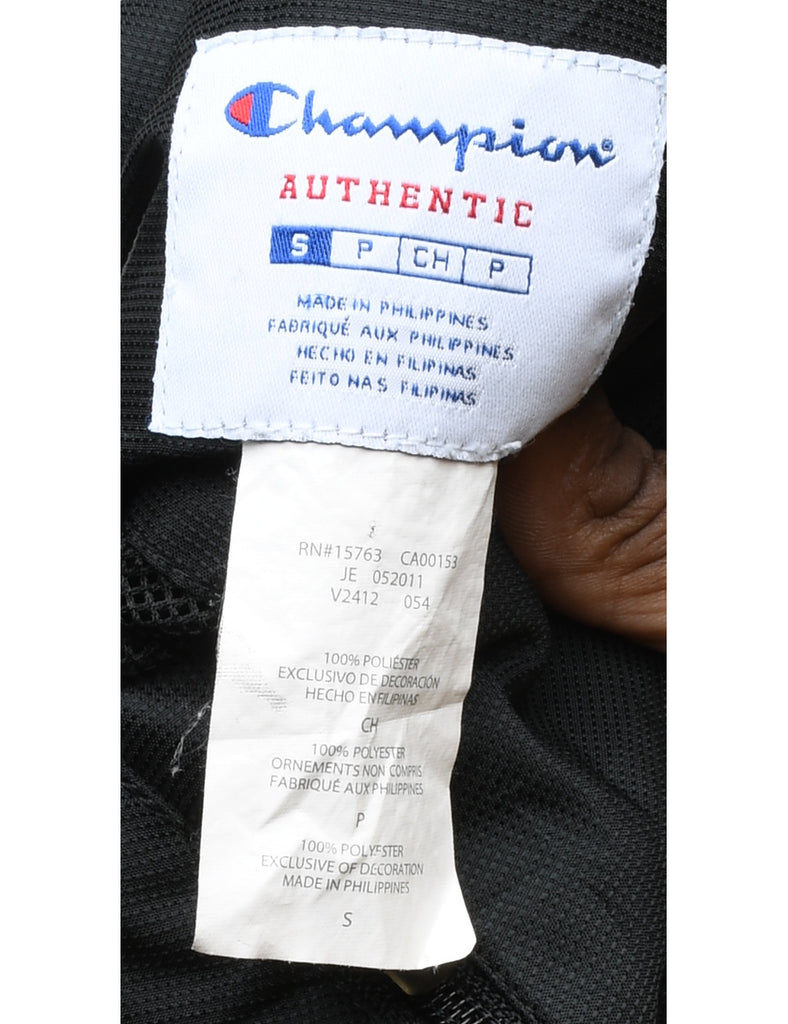 Champion®
AUTHENTIC
S P CH P
MADE IN PHILIPPINES
FABRIQUÉ AUX PHILIPPINES
HECHO EN FILIPINAS
FEITO NAS FILIPINAS
RN#15763 CA00153
JE 052011
V2412 054
100% POLIÉSTER
EXCLUSIVO DE DECORACIÓN
HECHO EN FILIPINAS
CH
100% POLYESTER
ORNEMENTS NON COMPRIS
FABRIQUÉ AUX PHILIPPINES
P
100% POLYESTER
EXCLUSIVE OF DECORATION
MADE IN PHILIPPINES
S